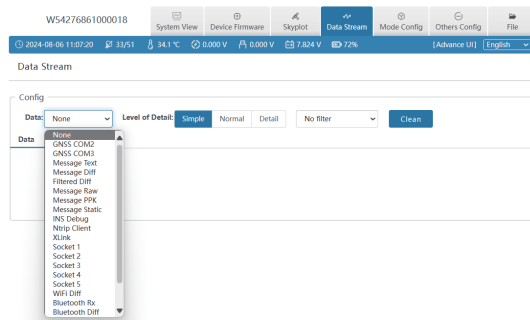 WS4276861000018
System View
Device Firmware
Skyplot
Data Stream
Mode Config
Others Config
File
2024-08-06 11:07:20 33/51 34.1 °C 0.000 V 0.000 V 7.824 V 72% [Advance UI] English
Data Stream
Config
Data: None Level of Detail: Simple Normal Detail No filter Clean
Data
None
GNSS COM2
GNSS COM3
Message Text
Message Diff
Filtered Diff
Message Raw
Message PPK
Message Static
INS Debug
Ntrip Client
XLink
Socket 1
Socket 2
Socket 3
Socket 4
Socket 5
WiFi Diff
Bluetooth Rx
Bluetooth Diff